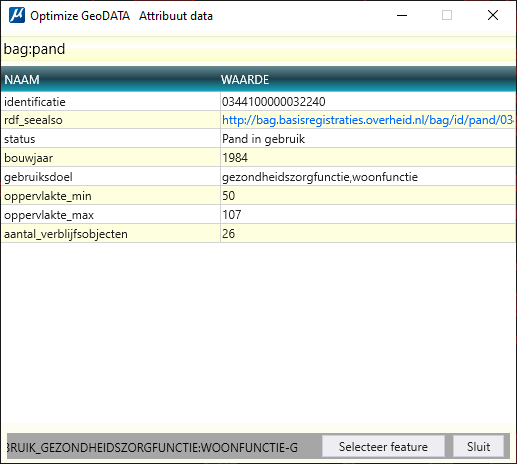 µ Optimize GeoDATA Attribuut data
bag:pand
NAAM WAARDE
identificatie 0344100000032240
rdf_seealso http://bag.basisregistraties.overheid.nl/bag/id/pand/034
status Pand in gebruik
bouwjaar 1984
gebruiksdoel gezondheidszorgfunctie,woonfunctie
oppervlakte_min 50
oppervlakte_max 107
aantal_verblijfsobjecten 26
BRUIK_GEZONDHEIDSZORGFUNCTIE:WOONFUNCTIE-G Selecteer feature Sluit